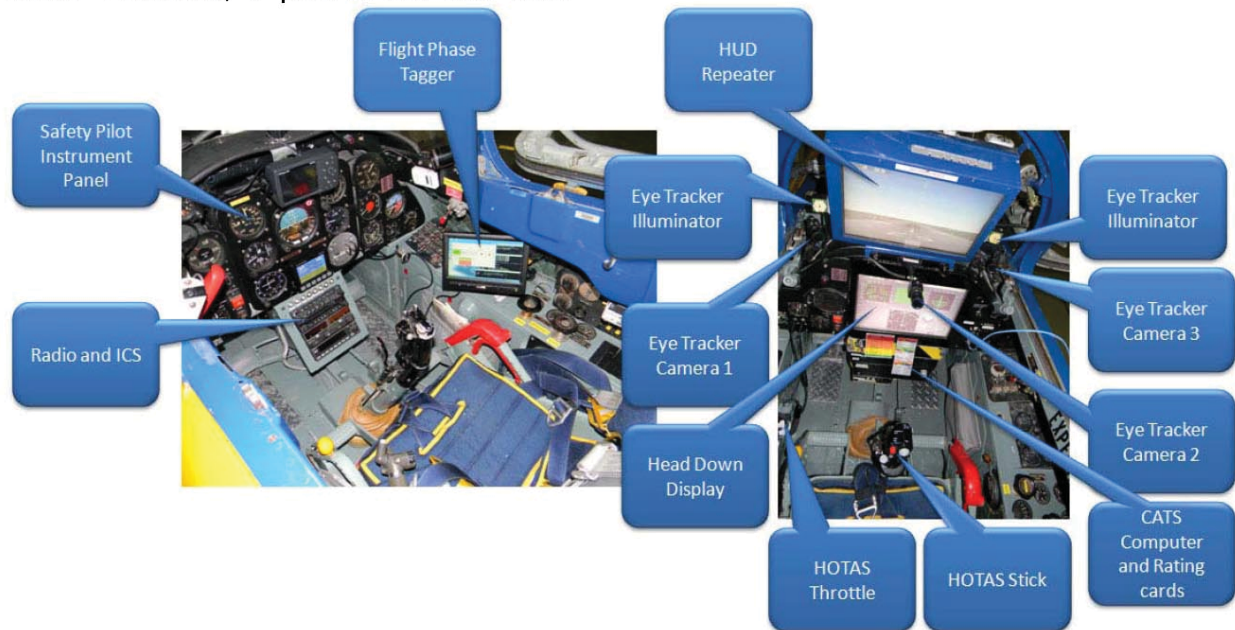 Flight Phase
Tagger
HUD
Repeater
Safety Pilot
Instrument
Panel
Eye Tracker
Illuminator
Eye Tracker
Illuminator
Radio and ICS
Eye Tracker
Camera 1
Eye Tracker
Camera 3
Head Down
Display
Eye Tracker
Camera 2
HOTAS
Throttle
HOTAS Stick
CATS
Computer
and Rating
cards